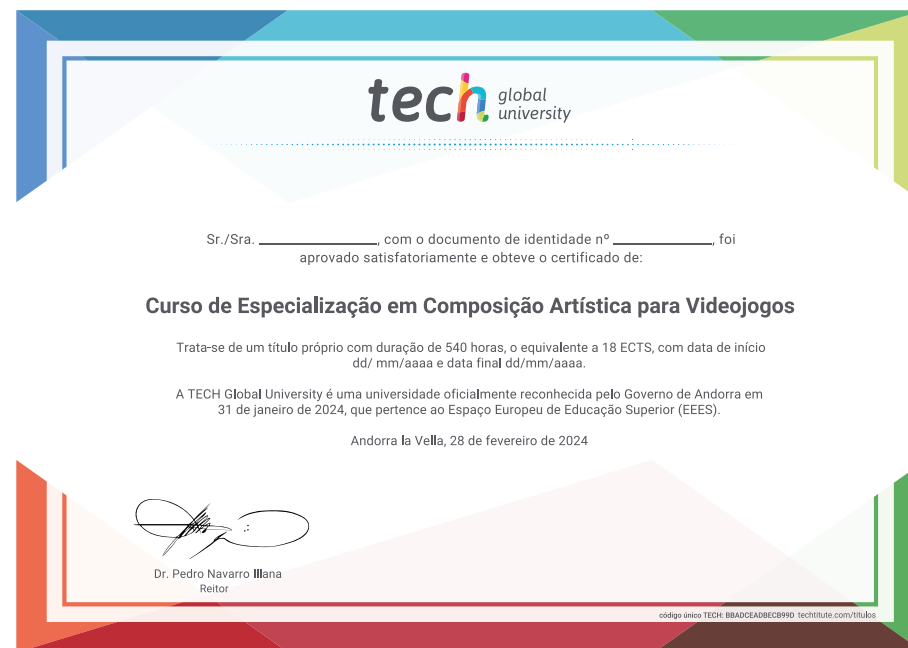 tech global university
Sr./Sra. ______________, com o documento de identidade nº ____________, foi
aprovado satisfatoriamente e obteve o certificado de:
Curso de Especialização em Composição Artística para Videojogos
Trata-se de um título próprio com duração de 540 horas, o equivalente a 18 ECTS, com data de início
dd/ mm/aaaa e data final dd/mm/aaaa.
A TECH Global University é uma universidade oficialmente reconhecida pelo Governo de Andorra em
31 de janeiro de 2024, que pertence ao Espaço Europeu de Educação Superior (EEES).
Andorra la Vella, 28 de fevereiro de 2024
Dr. Pedro Navarro Illana
Reitor
código único TECH: BBADCEADBECB99D techtitute.com/titulos